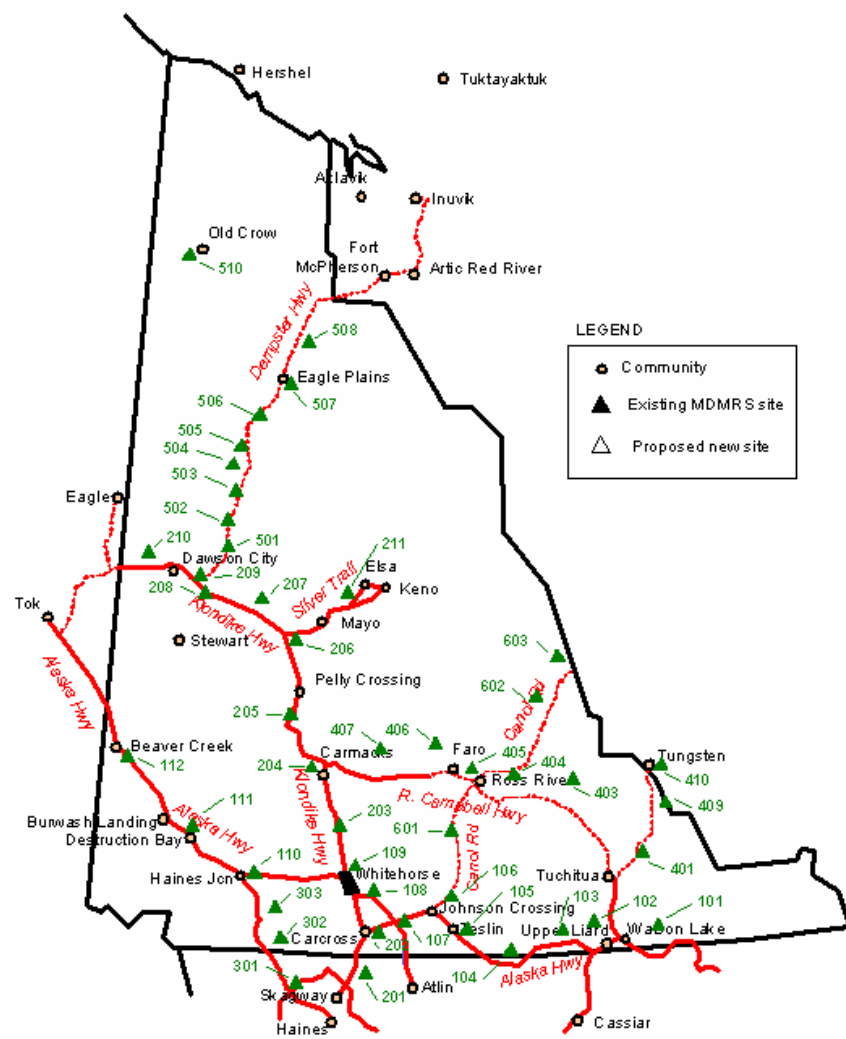 Hershel
Tuktayaktuk
Aklavik
Inuvik
Old Crow
510
Fort
McPherson
Artic Red River
Dempster Hwy
508
LEGEND
Community
Existing MDMRS site
Proposed new site
Eagle Plains
507
506
505
504
503
502
501
Eagle
210
Dawson City
209
208
207
211
Elsa
Keno
Silver Trail
Mayo
Klondike Hwy
206
Tok
Stewart
Alaska Hwy
Pelly Crossing
205
603
602
Canol Rd
Beaver Creek
112
407
406
Faro
405
404
Ross River
403
Tungsten
410
409
204
Carmacks
Klondike Hwy
R. Campbell Hwy
Burwash Landing
111
Alaska Hwy
Destruction Bay
203
601
Canol Rd
401
Haines Jcn
110
109
Whitehorse
108
106
105
Tuchitua
103
102
101
303
302
Carcross
107
Johnson Crossing
Teslin
Upper Liard
Watson Lake
104
Alaska Hwy
301
201
Skagway
Atlin
Haines
Cassiar